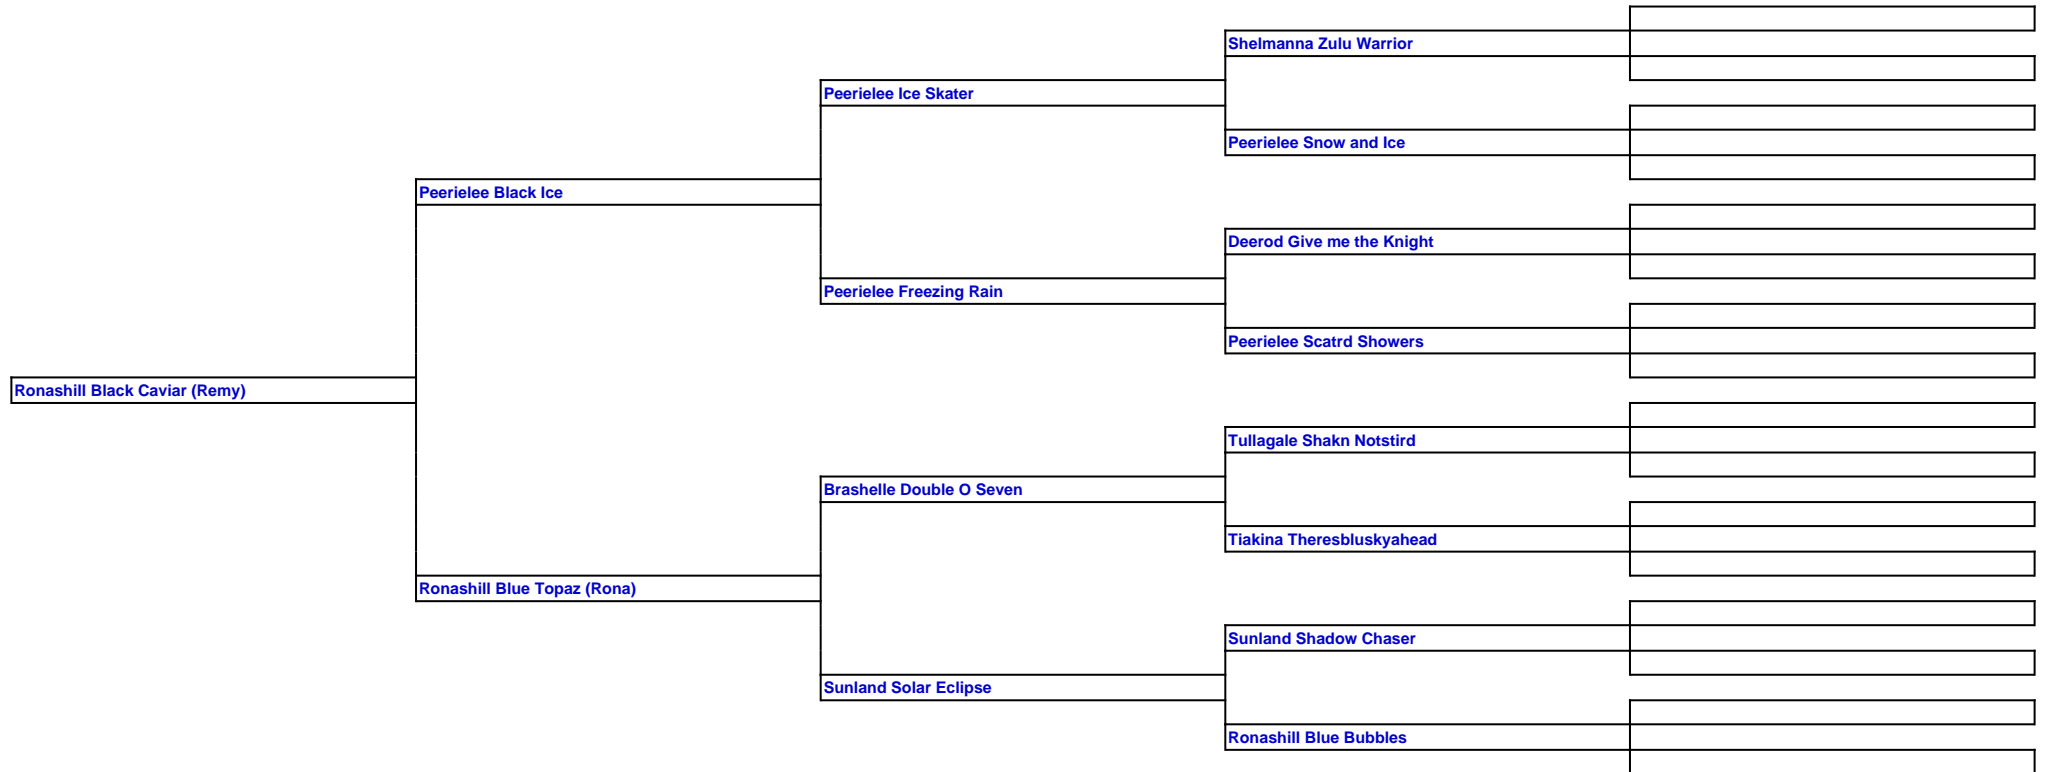 Shelmanna Zulu Warrior
Peerielee Ice Skater
Peerielee Snow and Ice
Peerielee Black Ice
Deerod Give me the Knight
Peerielee Freezing Rain
Peerielee Scatrd Showers
Ronashill Black Caviar (Remy)
Tullagale Shakn Notstird
Brashelle Double O Seven
Tiakina Theresbluskyahead
Ronashill Blue Topaz (Rona)
Sunland Shadow Chaser
Sunland Solar Eclipse
Ronashill Blue Bubbles